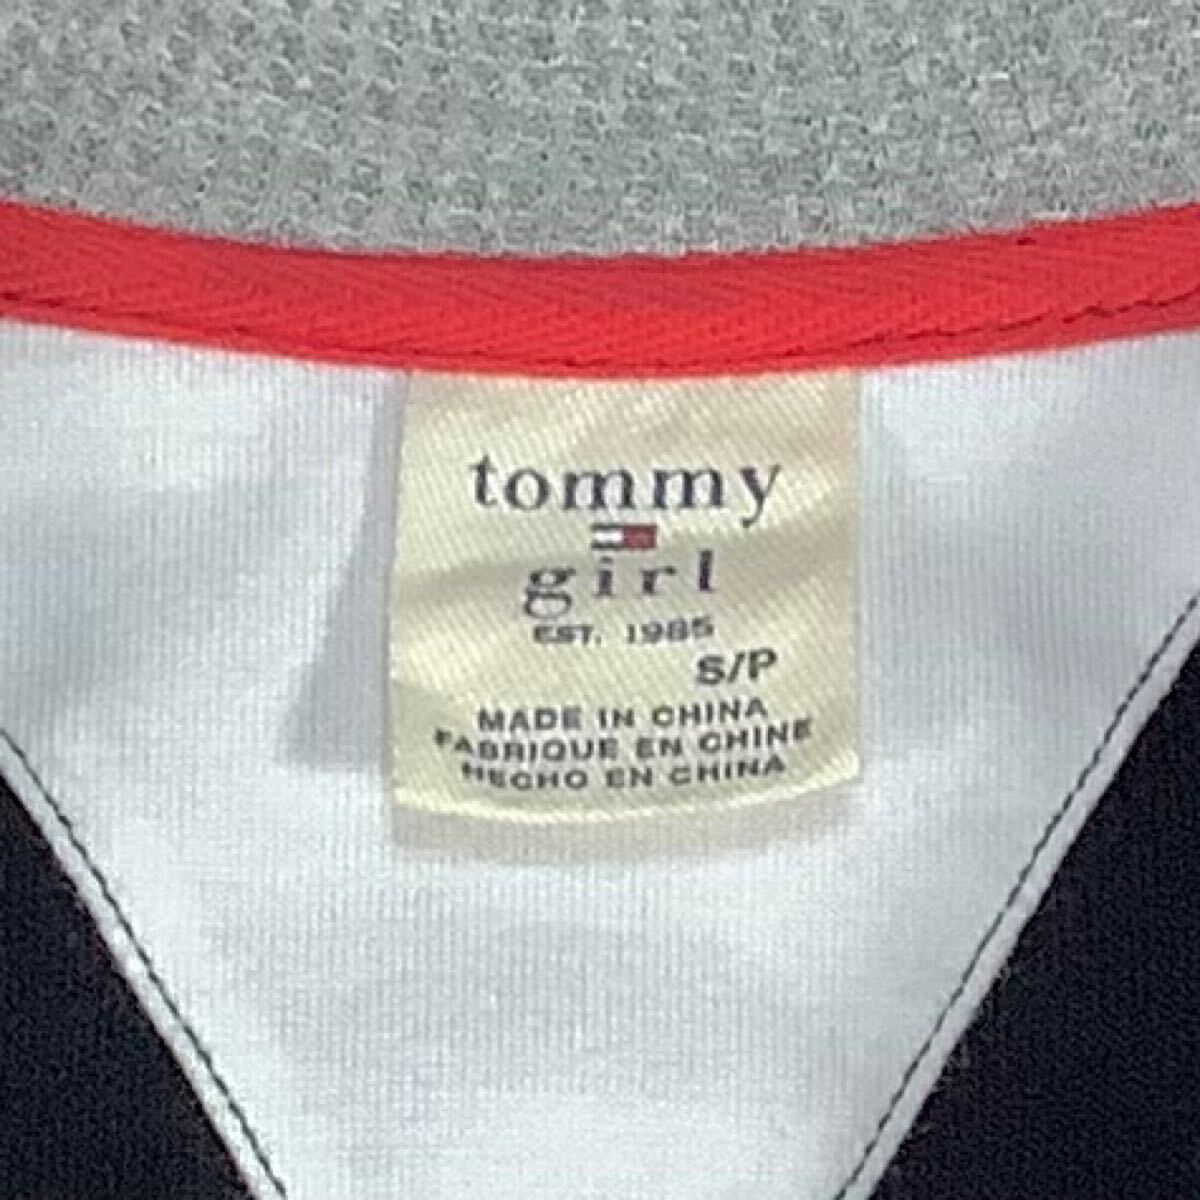 tommy
girl
EST. 1985
S/P
MADE IN CHINA
FABRIQUE EN CHINE
HECHO EN CHINA